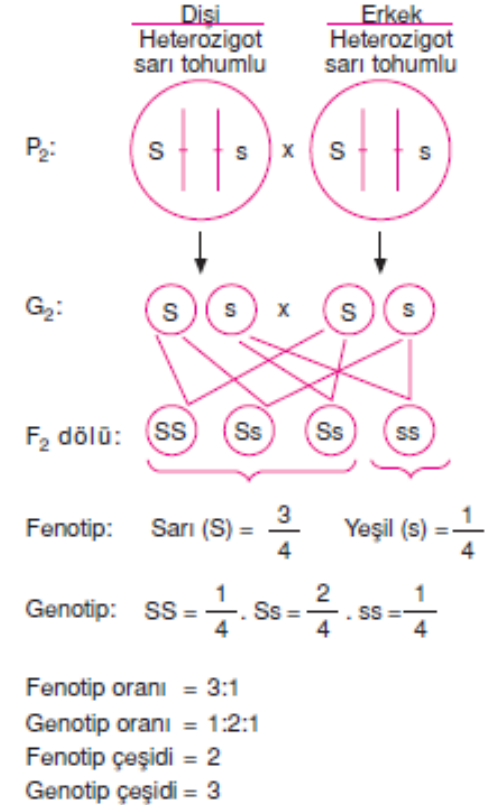 Dişi Erkek
Heterozigot Heterozigot
sarı tohumlu sarı tohumlu
P₂: S s x S s
G₂: S s x S s
F₂ dölü: SS Ss Ss ss
Fenotip: Sarı (S) = 3/4 Yeşil (s) = 1/4
Genotip: SS = 1/4 . Ss = 2/4 . ss = 1/4
Fenotip oranı = 3:1
Genotip oranı = 1:2:1
Fenotip çeşidi = 2
Genotip çeşidi = 3